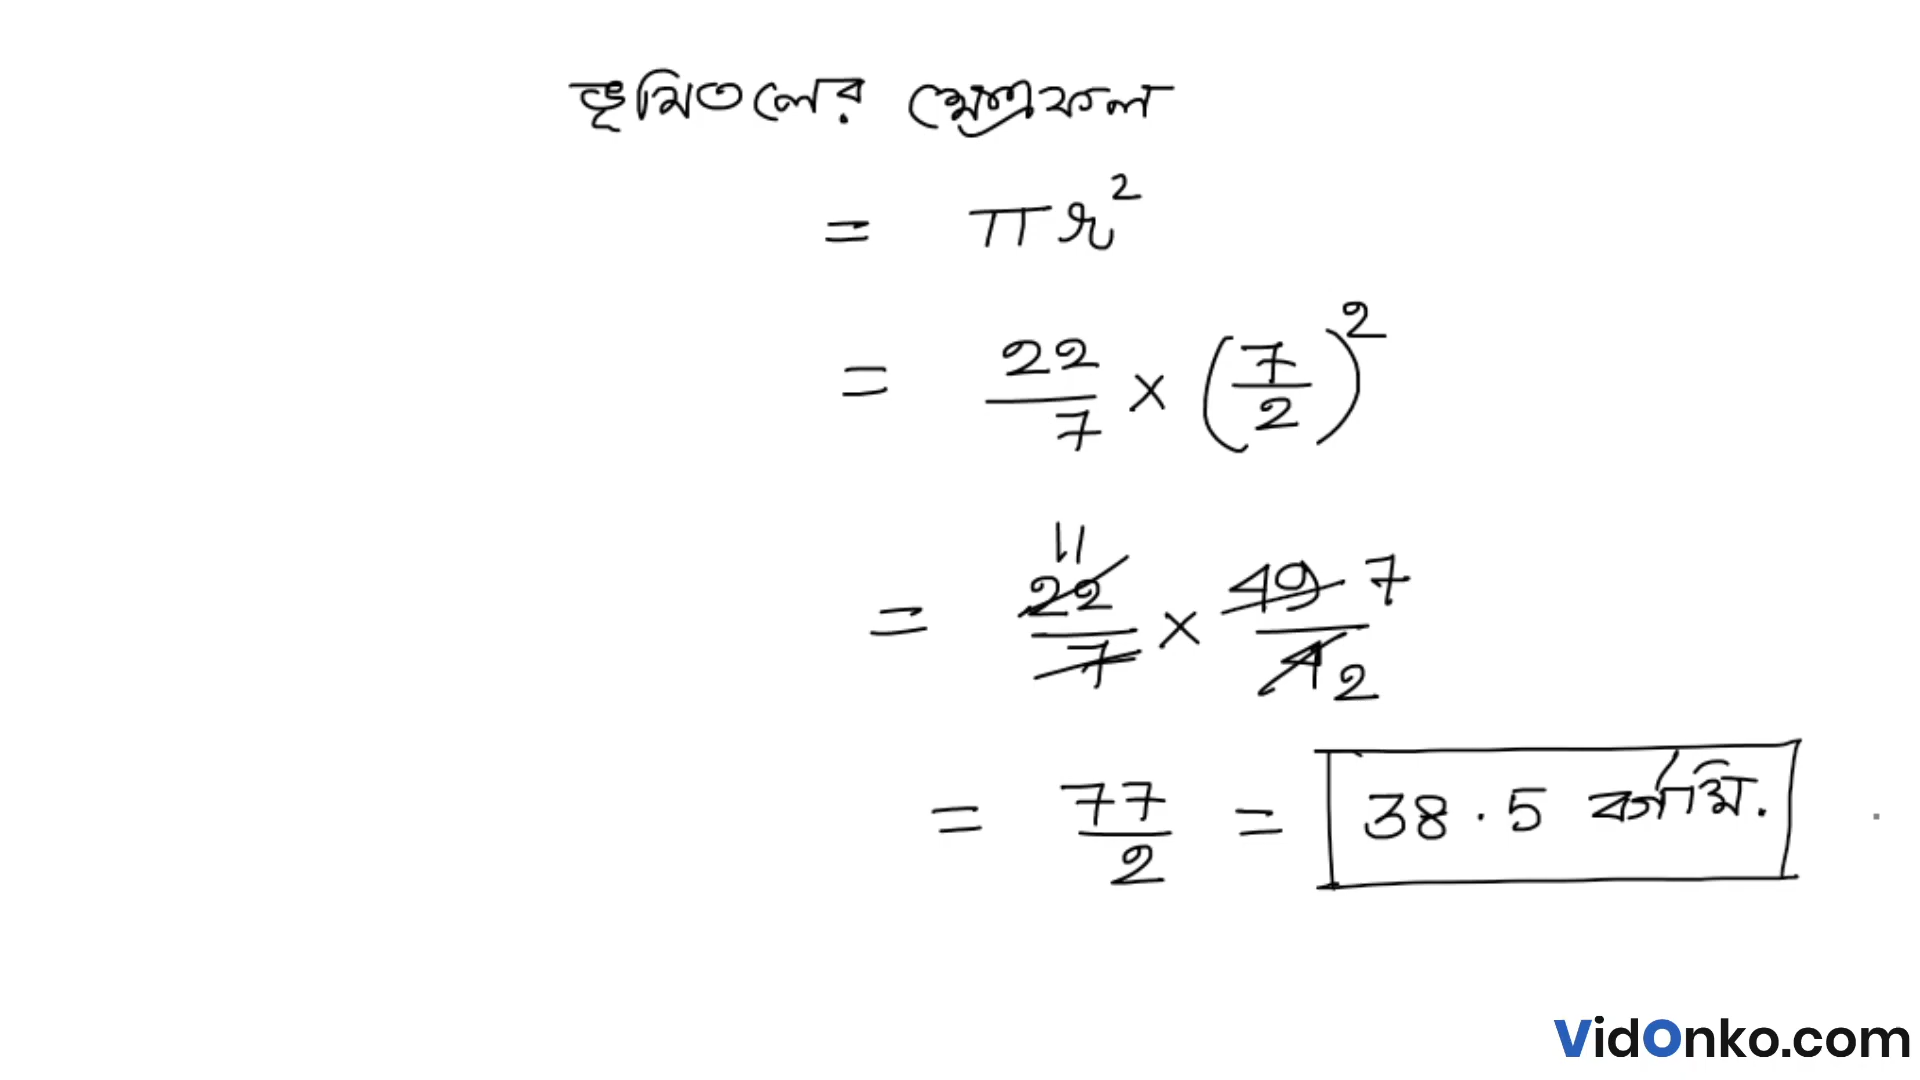 ভূমিতলের ক্ষেত্রফল
= πr²
= 22/7 × (7/2)²
= 22/7 × 49/4 11 7 2
= 77/2 = 38.5 বর্গমি.
VidOnko.com